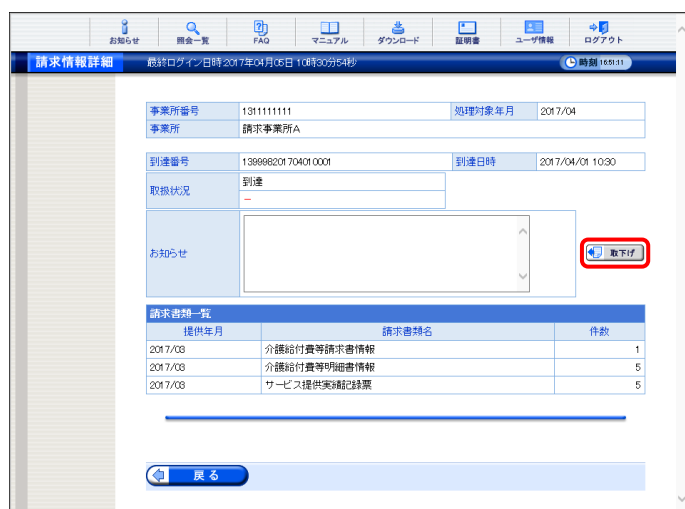 お知らせ 照会一覧 FAQ マニュアル ダウンロード 証明書 ユーザ情報 ログアウト
請求情報詳細 最終ログイン日時:2017年04月05日 10時30分54秒 時刻 16:51:11
事業所番号 1311111111 処理対象年月 2017/04
事業所 請求事業所A
到達番号 13999820170401 0001 到達日時 2017/04/01 10:30
取扱状況 到達
－
お知らせ
取下げ
請求書類一覧
提供年月 請求書類名 件数
2017/03 介護給付費等請求書情報 1
2017/03 介護給付費等明細書情報 5
2017/03 サービス提供実績記録票 5
戻る